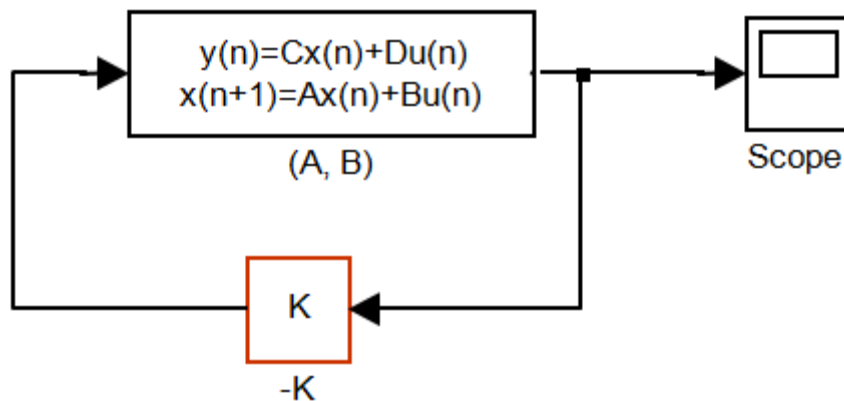 y(n)=Cx(n)+Du(n)
x(n+1)=Ax(n)+Bu(n)
(A, B)
Scope
K
-K